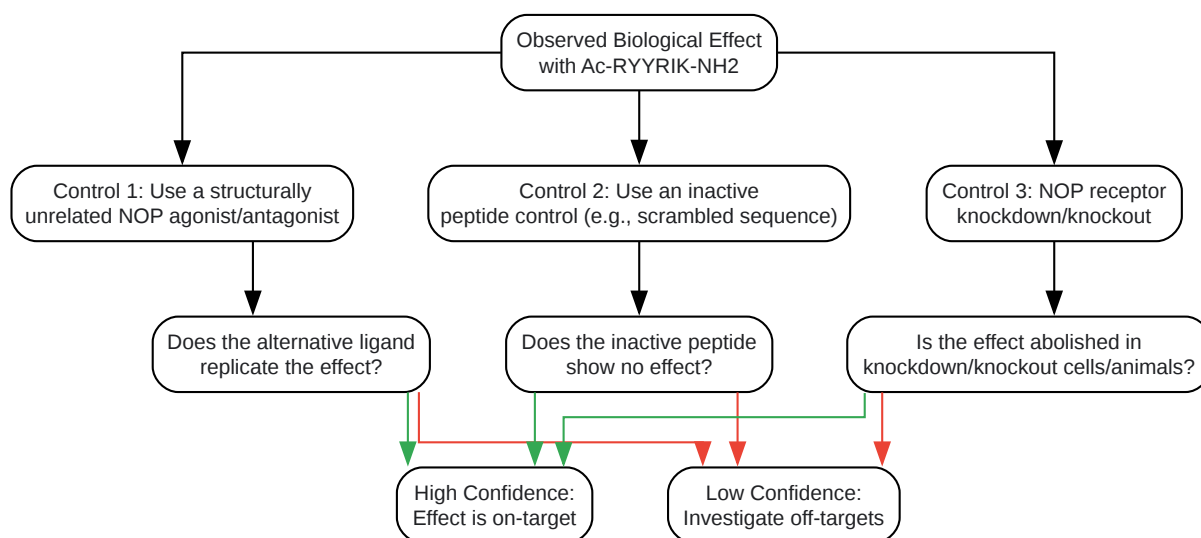 Observed Biological Effect
with Ac-RYYRIK-NH2
Control 1: Use a structurally
unrelated NOP agonist/antagonist
Control 2: Use an inactive
peptide control (e.g., scrambled sequence)
Control 3: NOP receptor
knockdown/knockout
Does the alternative ligand
replicate the effect?
Does the inactive peptide
show no effect?
Is the effect abolished in
knockdown/knockout cells/animals?
High Confidence:
Effect is on-target
Low Confidence:
Investigate off-targets